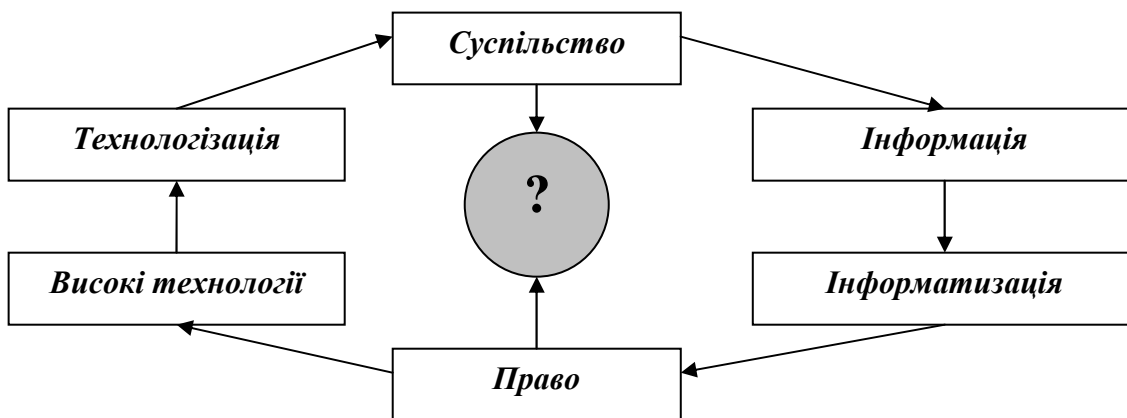 Суспільство
Технологізація
Інформація
?
Високі технології
Інформатизація
Право